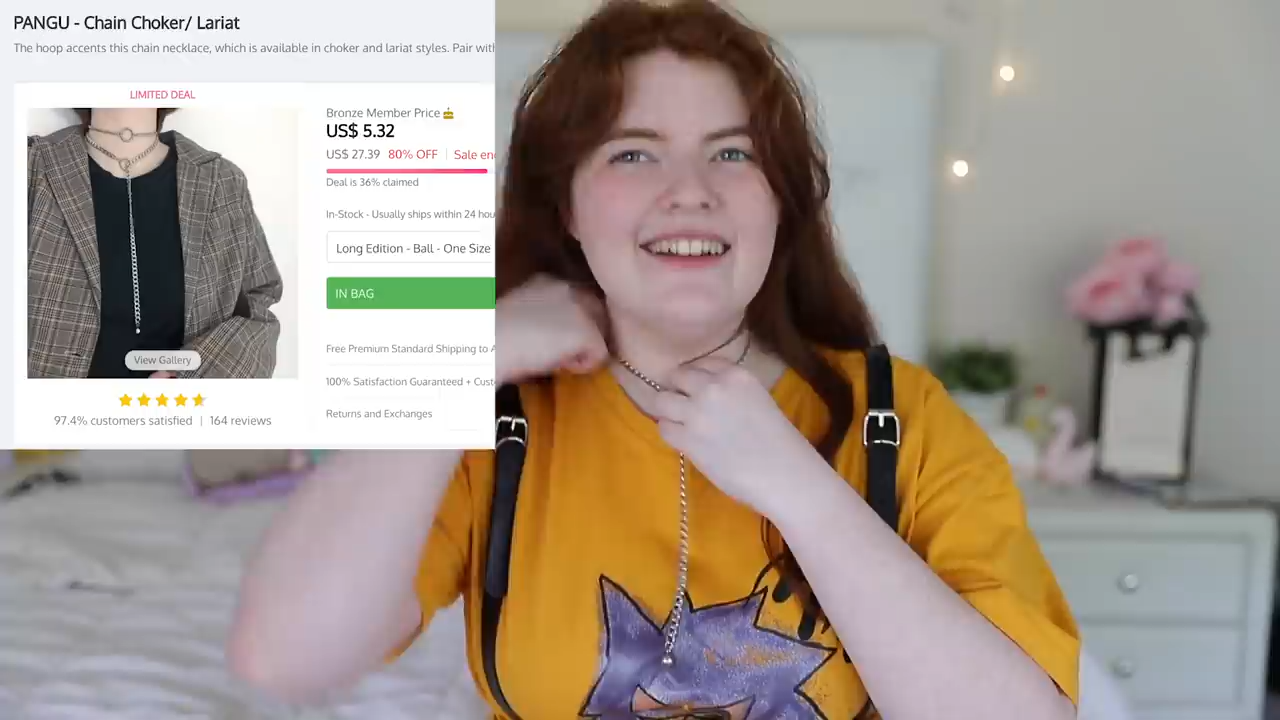 PANGU - Chain Choker/ Lariat
The hoop accents this chain necklace, which is available in choker and lariat styles. Pair with
LIMITED DEAL
Bronze Member Price
US$ 5.32
US$ 27.39 80% OFF Sale
Deal is 36% claimed
In-Stock - Usually ships within 24
Long Edition - Ball - One Size
IN BAG
View Gallery
Free Premium Standard Shipping to
100% Satisfaction Guaranteed +
Returns and Exchanges
97.4% customers satisfied | 164 reviews